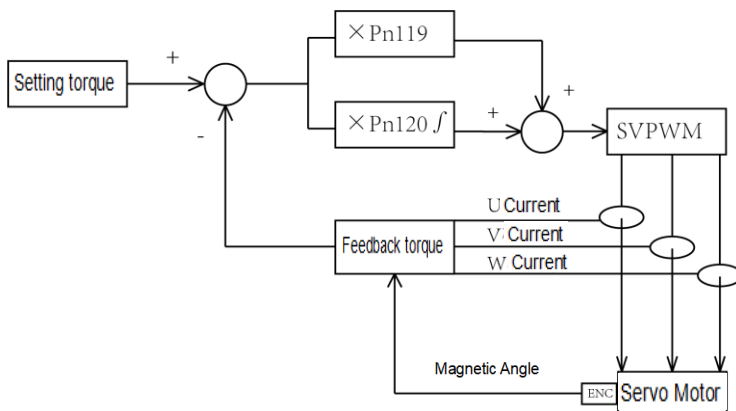 ×Pn119
+
Setting torque
×Pn120∫
+
+
SVPWM
-
U Current
Feedback torque
V Current
W Current
Magnetic Angle
ENC
Servo Motor